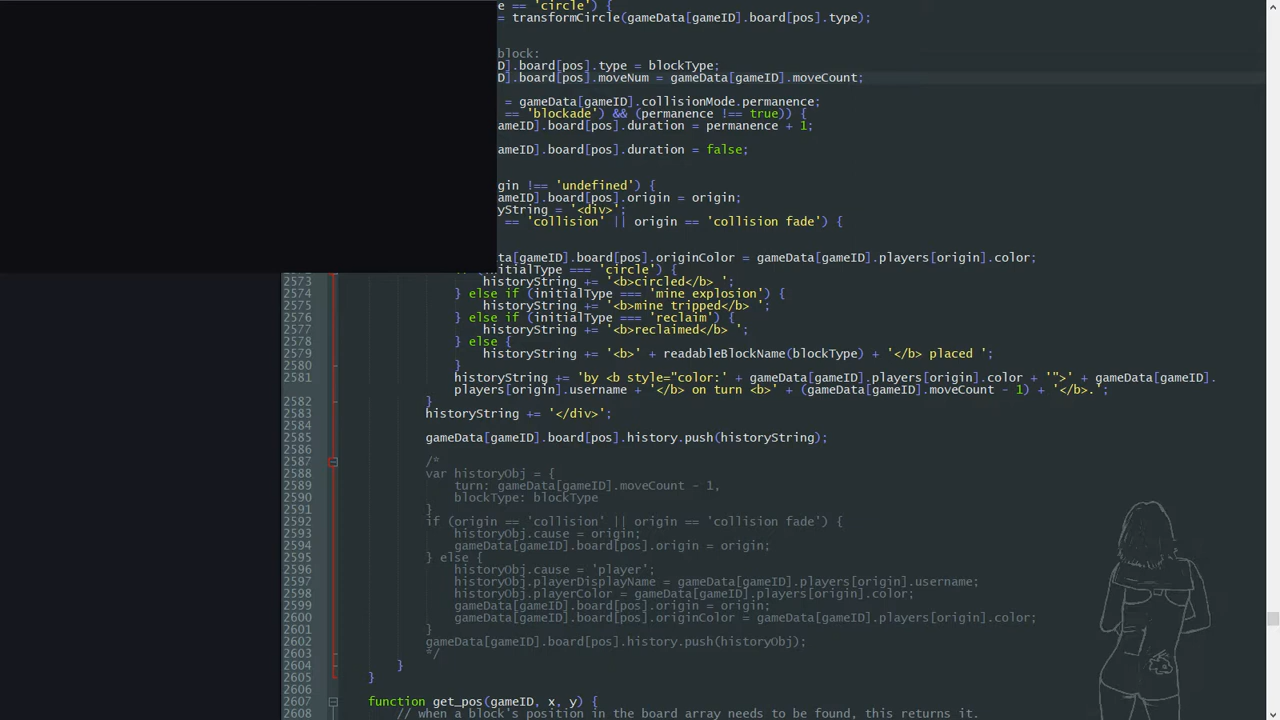 e == 'circle') {
= transformCircle(gameData[gameID].board[pos].type);
block:
D].board[pos].type = blockType;
D].board[pos].moveNum = gameData[gameID].moveCount;
= gameData[gameID].collisionMode.permanence;
== 'blockade') && (permanence !== true)) {
ameID].board[pos].duration = permanence + 1;
ameID].board[pos].duration = false;
gin !== 'undefined') {
ameID].board[pos].origin = origin;
yString = '<div>';
== 'collision' || origin == 'collision fade') {
ta[gameID].board[pos].originColor = gameData[gameID].players[origin].color;
(initialType === 'circle') {
2573 historyString += '<b>circled</b> ';
2574 } else if (initialType === 'mine explosion') {
2575 historyString += '<b>mine tripped</b> ';
2576 } else if (initialType === 'reclaim') {
2577 historyString += '<b>reclaimed</b> ';
2578 } else {
2579 historyString += '<b>' + readableBlockName(blockType) + '</b> placed ';
2580 }
2581 historyString += 'by <b style="color:' + gameData[gameID].players[origin].color + '">' + gameData[gameID].
players[origin].username + '</b> on turn <b>' + (gameData[gameID].moveCount - 1) + '</b>.';
2582 }
2583 historyString += '</div>';
2584
2585 gameData[gameID].board[pos].history.push(historyString);
2586
2587 /*
2588 var historyObj = {
2589 turn: gameData[gameID].moveCount - 1,
2590 blockType: blockType
2591 }
2592 if (origin == 'collision' || origin == 'collision fade') {
2593 historyObj.cause = origin;
2594 gameData[gameID].board[pos].origin = origin;
2595 } else {
2596 historyObj.cause = 'player';
2597 historyObj.playerDisplayName = gameData[gameID].players[origin].username;
2598 historyObj.playerColor = gameData[gameID].players[origin].color;
2599 gameData[gameID].board[pos].origin = origin;
2600 gameData[gameID].board[pos].originColor = gameData[gameID].players[origin].color;
2601 }
2602 gameData[gameID].board[pos].history.push(historyObj);
2603 */
2604 }
2605 }
2606
2607 function get_pos(gameID, x, y) {
2608 // when a block's position in the board array needs to be found, this returns it.